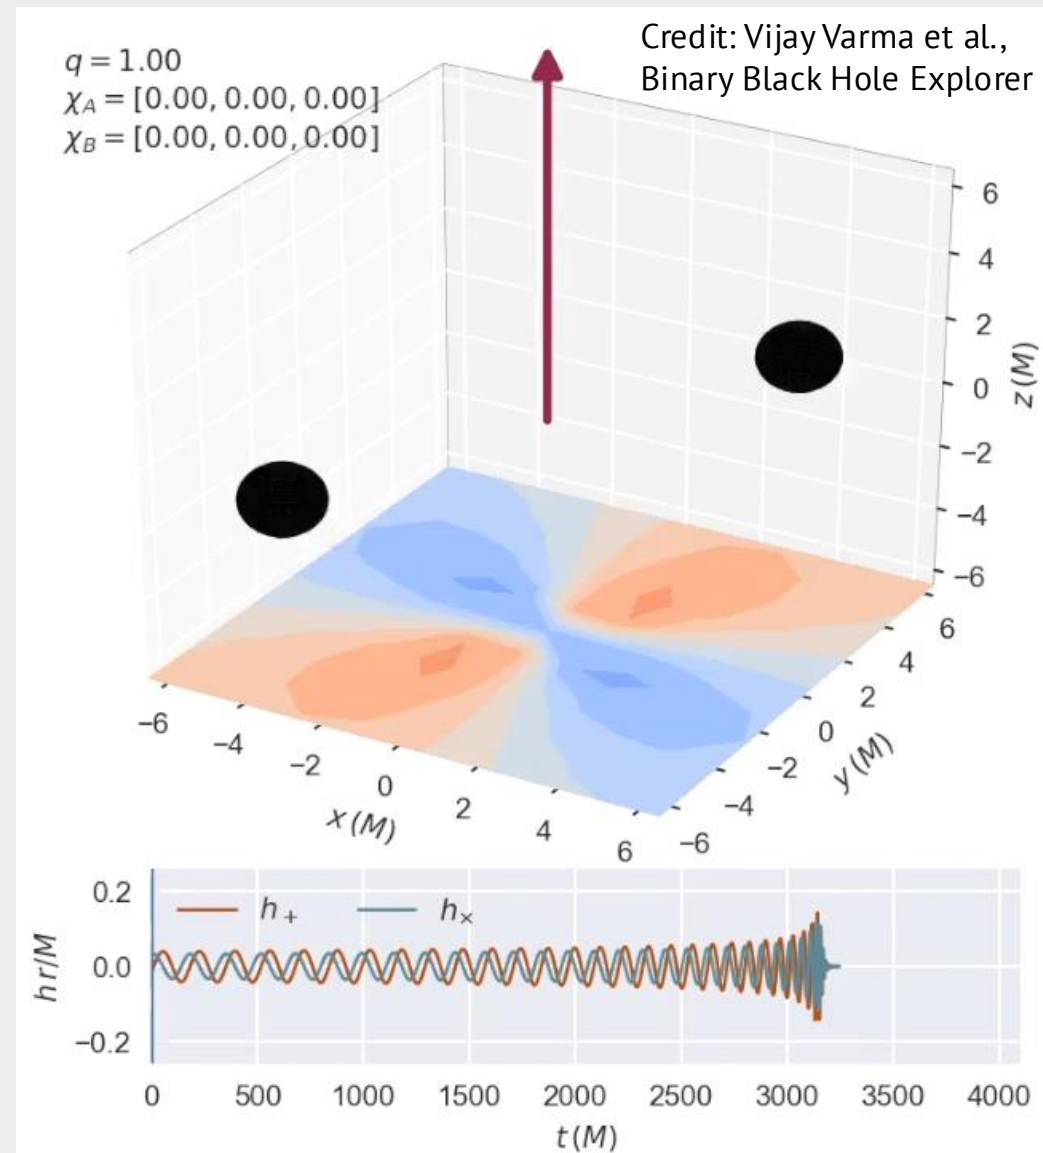 Credit: Vijay Varma et al.,
Binary Black Hole Explorer
q = 1.00
χA = [0.00, 0.00, 0.00]
χB = [0.00, 0.00, 0.00]
6
4
2
0
−2
−4
−6
z (M)
6
4
2
0
−2
−4
−6
y (M)
−6
−4
−2
0
2
4
6
x (M)
h+
h×
0.2
0.0
−0.2
hr/M
0 500 1000 1500 2000 2500 3000 3500 4000
t (M)